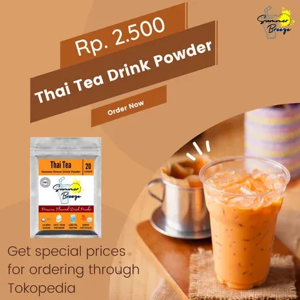 Summer
Breeze
Rp. 2.500
Thai Tea Drink Powder
Order Now
Thai Tea
20
Summer
Breeze
Get special prices
for ordering through
Tokopedia